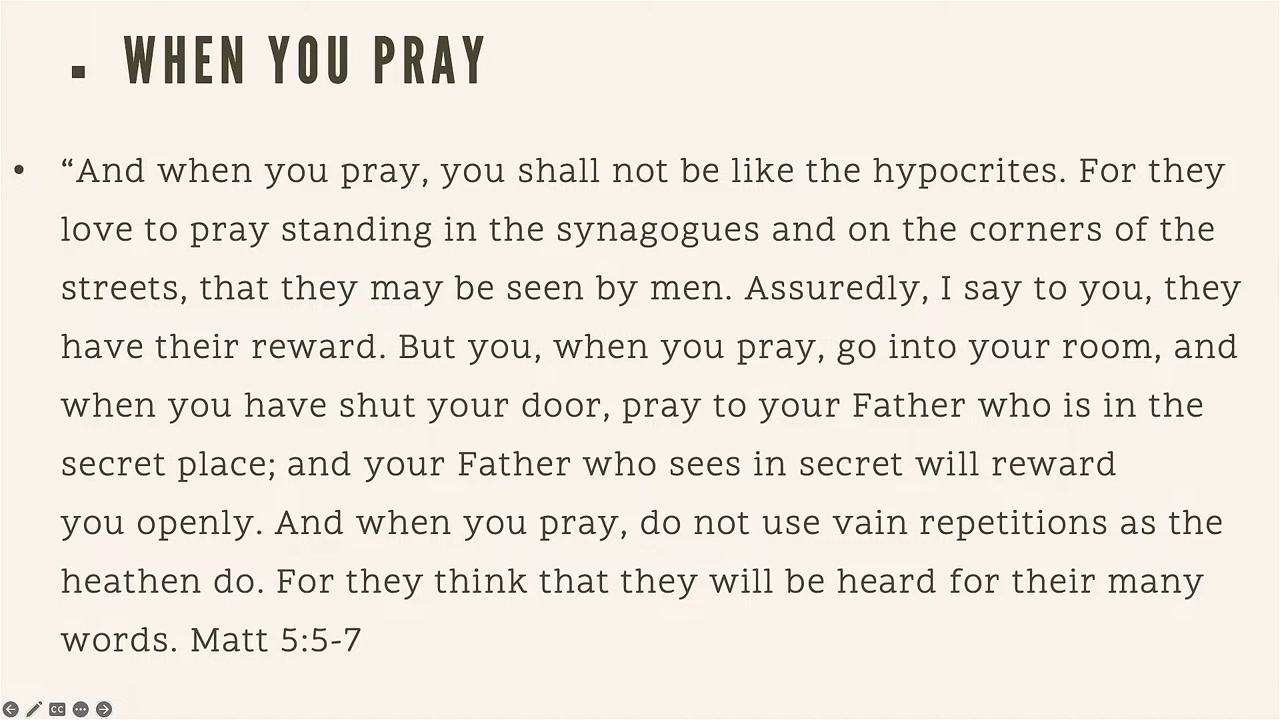 ▪ WHEN YOU PRAY
• “And when you pray, you shall not be like the hypocrites. For they
love to pray standing in the synagogues and on the corners of the
streets, that they may be seen by men. Assuredly, I say to you, they
have their reward. But you, when you pray, go into your room, and
when you have shut your door, pray to your Father who is in the
secret place; and your Father who sees in secret will reward
you openly. And when you pray, do not use vain repetitions as the
heathen do. For they think that they will be heard for their many
words. Matt 5:5-7
CC